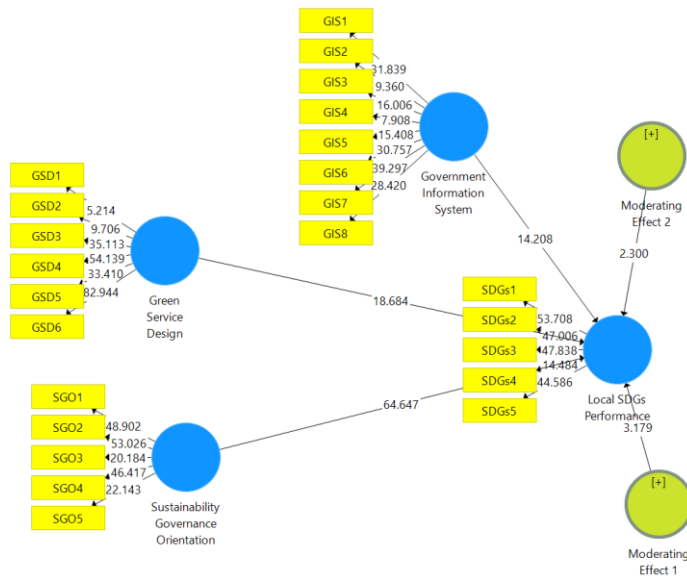 GIS1
GIS2
GIS3
GIS4
GIS5
GIS6
GIS7
GIS8
31.839
9.360
16.006
7.908
15.408
30.757
39.297
28.420
Government
Information
System
[+]
Moderating
Effect 2
14.208
2.300
GSD1
GSD2
GSD3
GSD4
GSD5
GSD6
5.214
9.706
35.113
54.139
33.410
82.944
Green
Service
Design
18.684
SDGs1
SDGs2
SDGs3
SDGs4
SDGs5
53.708
47.006
47.838
14.484
44.586
Local SDGs
Performance
64.647
3.179
SGO1
SGO2
SGO3
SGO4
SGO5
48.902
53.026
20.184
46.417
22.143
Sustainability
Governance
Orientation
[+]
Moderating
Effect 1